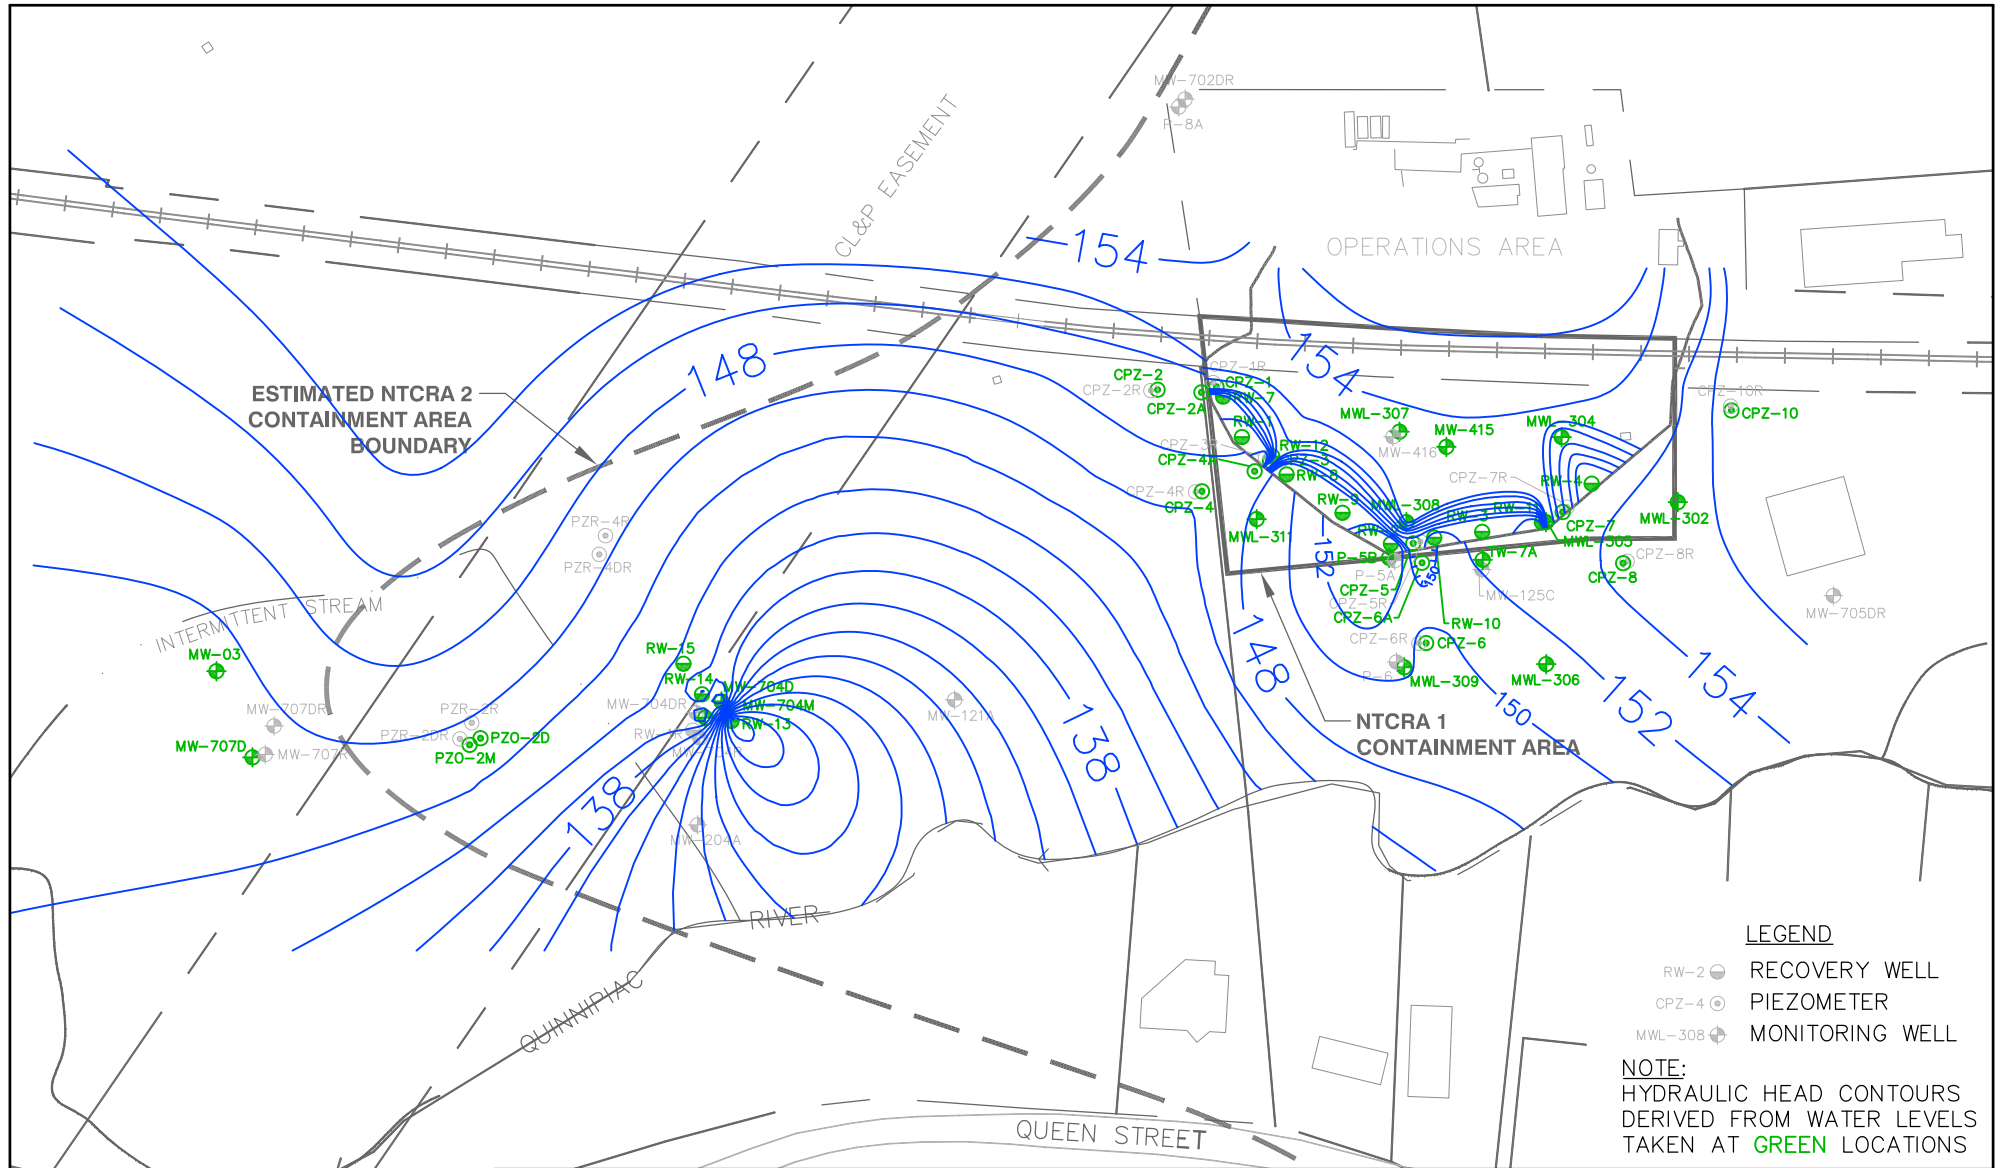 MW-702DR
P-8A
CL&P EASEMENT
OPERATIONS AREA
154
154
148
ESTIMATED NTCRA 2
CONTAINMENT AREA
BOUNDARY
CPZ-1R
CPZ-2
CPZ-2R
CPZ-1
RW-7
CPZ-2A
CPZ-10R
CPZ-10
MWL-307
MW-415
MWL-304
RW-1
RW-12
CPZ-3R
MW-416
CPZ-4A
RW-8
CPZ-7R
RW-4
CPZ-4R
CPZ-4
RW-9
MWL-308
MWL-302
MWL-311
CPZ-7
MWL-305
PZR-4R
PZR-4DR
152
P-5B
TW-7A
P-5A
CPZ-8R
CPZ-8
CPZ-5
150
MW-125C
CPZ-5R
MW-705DR
CPZ-6A
RW-10
INTERMITTENT STREAM
CPZ-6R
CPZ-6
148
MW-03
RW-15
P-6
MWL-309
MWL-306
154
RW-14
MW-704D
152
MW-704DR
MW-704M
MW-121A
150
MW-707DR
PZR-2R
RW-13
NTCRA 1
CONTAINMENT AREA
PZR-2DR
PZO-2D
138
MW-707D
MW-707R
PZO-2M
138
MW-204A
RIVER
QUINNIPIAC
QUEEN STREET
LEGEND
RW-2 RECOVERY WELL
CPZ-4 PIEZOMETER
MWL-308 MONITORING WELL
NOTE:
HYDRAULIC HEAD CONTOURS
DERIVED FROM WATER LEVELS
TAKEN AT GREEN LOCATIONS